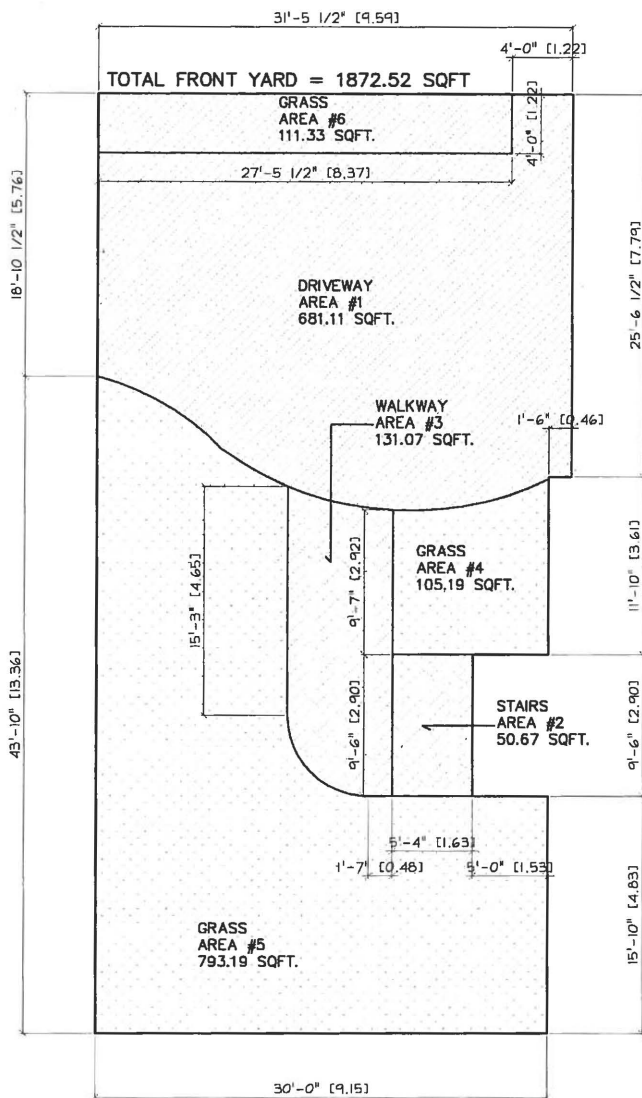 31'-5 1/2" [9.59]
4'-0" [1.22]
TOTAL FRONT YARD = 1872.52 SQFT
GRASS
AREA #6
111.33 SQFT.
4'-0" [1.22]
27'-5 1/2" [8.37]
18'-10 1/2" [5.76]
25'-6 1/2" [7.79]
DRIVEWAY
AREA #1
681.11 SQFT.
WALKWAY
AREA #3
131.07 SQFT.
1'-6" [0.46]
15'-3" [4.65]
9'-7" [2.92]
GRASS
AREA #4
105.19 SQFT.
11'-10" [3.61]
43'-10" [13.36]
9'-6" [2.90]
STAIRS
AREA #2
50.67 SQFT.
9'-6" [2.90]
5'-4" [1.63]
1'-7" [0.48]
5'-0" [1.53]
15'-10" [4.83]
GRASS
AREA #5
793.19 SQFT.
30'-0" [9.15]